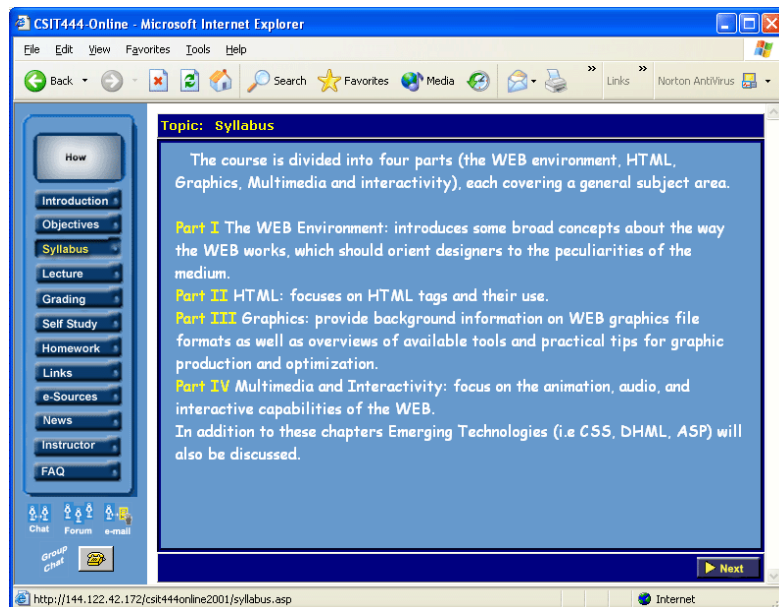 CSIT444-Online - Microsoft Internet Explorer
File Edit View Favorites Tools Help
Back Search Favorites Media » Links » Norton AntiVirus
How
Introduction
Objectives
Syllabus
Lecture
Grading
Self Study
Homework
Links
e-Sources
News
Instructor
FAQ
Chat Forum e-mail
Group
Chat
Topic: Syllabus
The course is divided into four parts (the WEB environment, HTML,
Graphics, Multimedia and interactivity), each covering a general subject area.
Part I The WEB Environment: introduces some broad concepts about the way
the WEB works, which should orient designers to the peculiarities of the
medium.
Part II HTML: focuses on HTML tags and their use.
Part III Graphics: provide background information on WEB graphics file
formats as well as overviews of available tools and practical tips for graphic
production and optimization.
Part IV Multimedia and Interactivity: focus on the animation, audio, and
interactive capabilities of the WEB.
In addition to these chapters Emerging Technologies (i.e CSS, DHML, ASP) will
also be discussed.
Next
http://144.122.42.172/csit444online2001/syllabus.asp Internet